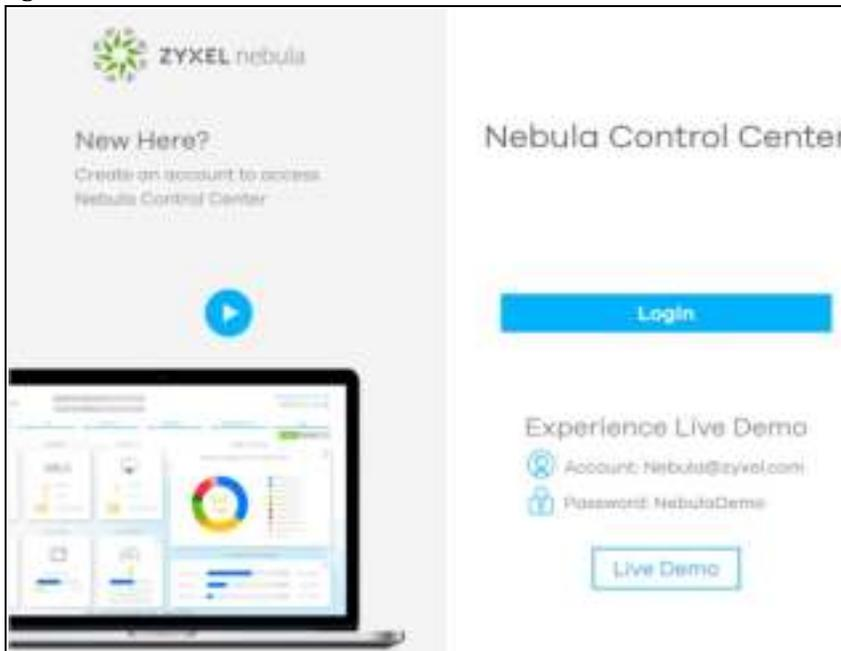 ZYXEL nebula
New Here?
Create an account to access
Nebula Control Center
Nebula Control Center
Login
Experience Live Demo
Account: Nebula@zyxel.com
Password: NebulaDemo
Live Demo